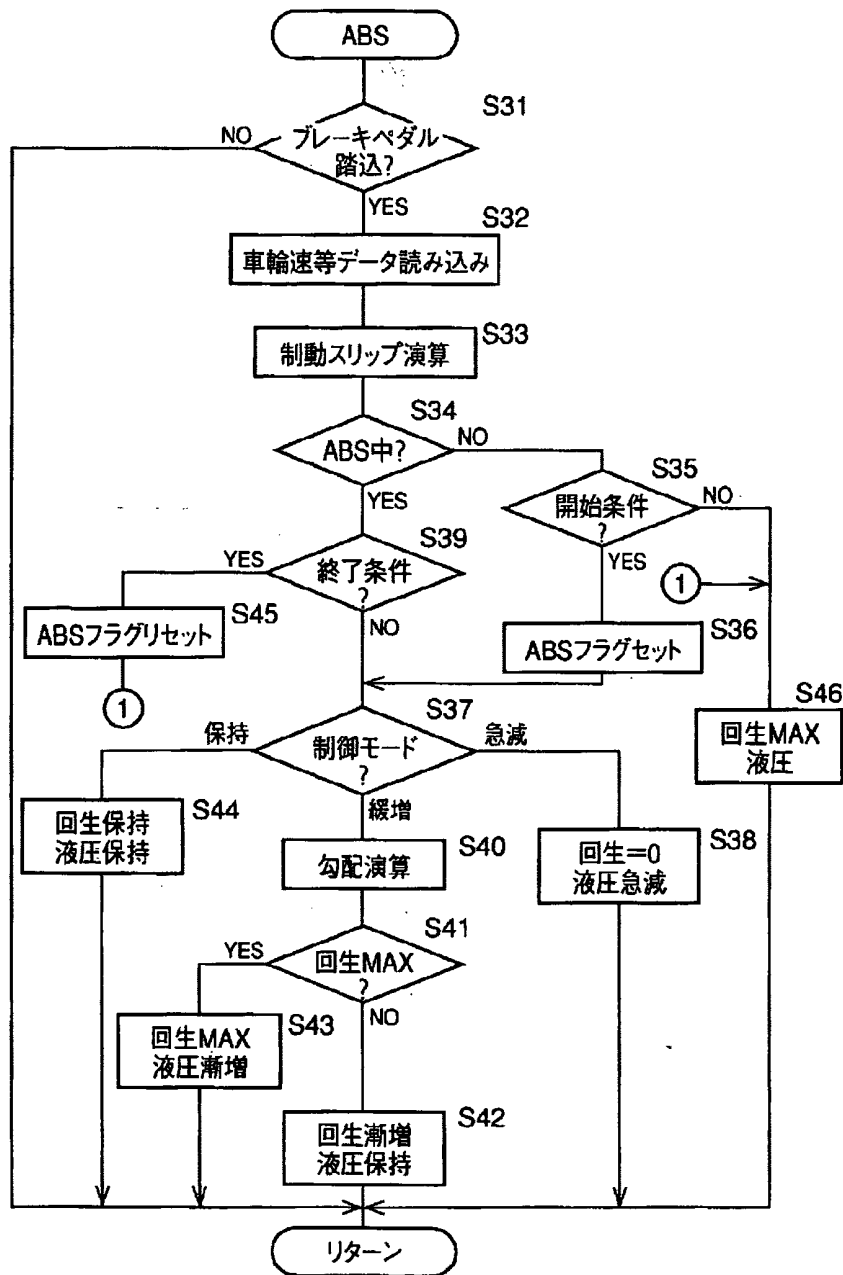 ABS
S31
NO
ブレーキペダル
踏込?
YES
S32
車輪速等データ読み込み
S33
制動スリップ演算
S34
ABS中?
NO
YES
S35
開始条件
?
NO
YES
S39
YES
終了条件
?
NO
1
S45
ABSフラグリセット
1
S36
ABSフラグセット
S37
保持
制御モード
?
急減
緩増
S46
回生MAX
液圧
S44
回生保持
液圧保持
S40
勾配演算
S38
回生=0
液圧急減
S41
YES
回生MAX
?
NO
S43
回生MAX
液圧漸増
S42
回生漸増
液圧保持
リターン